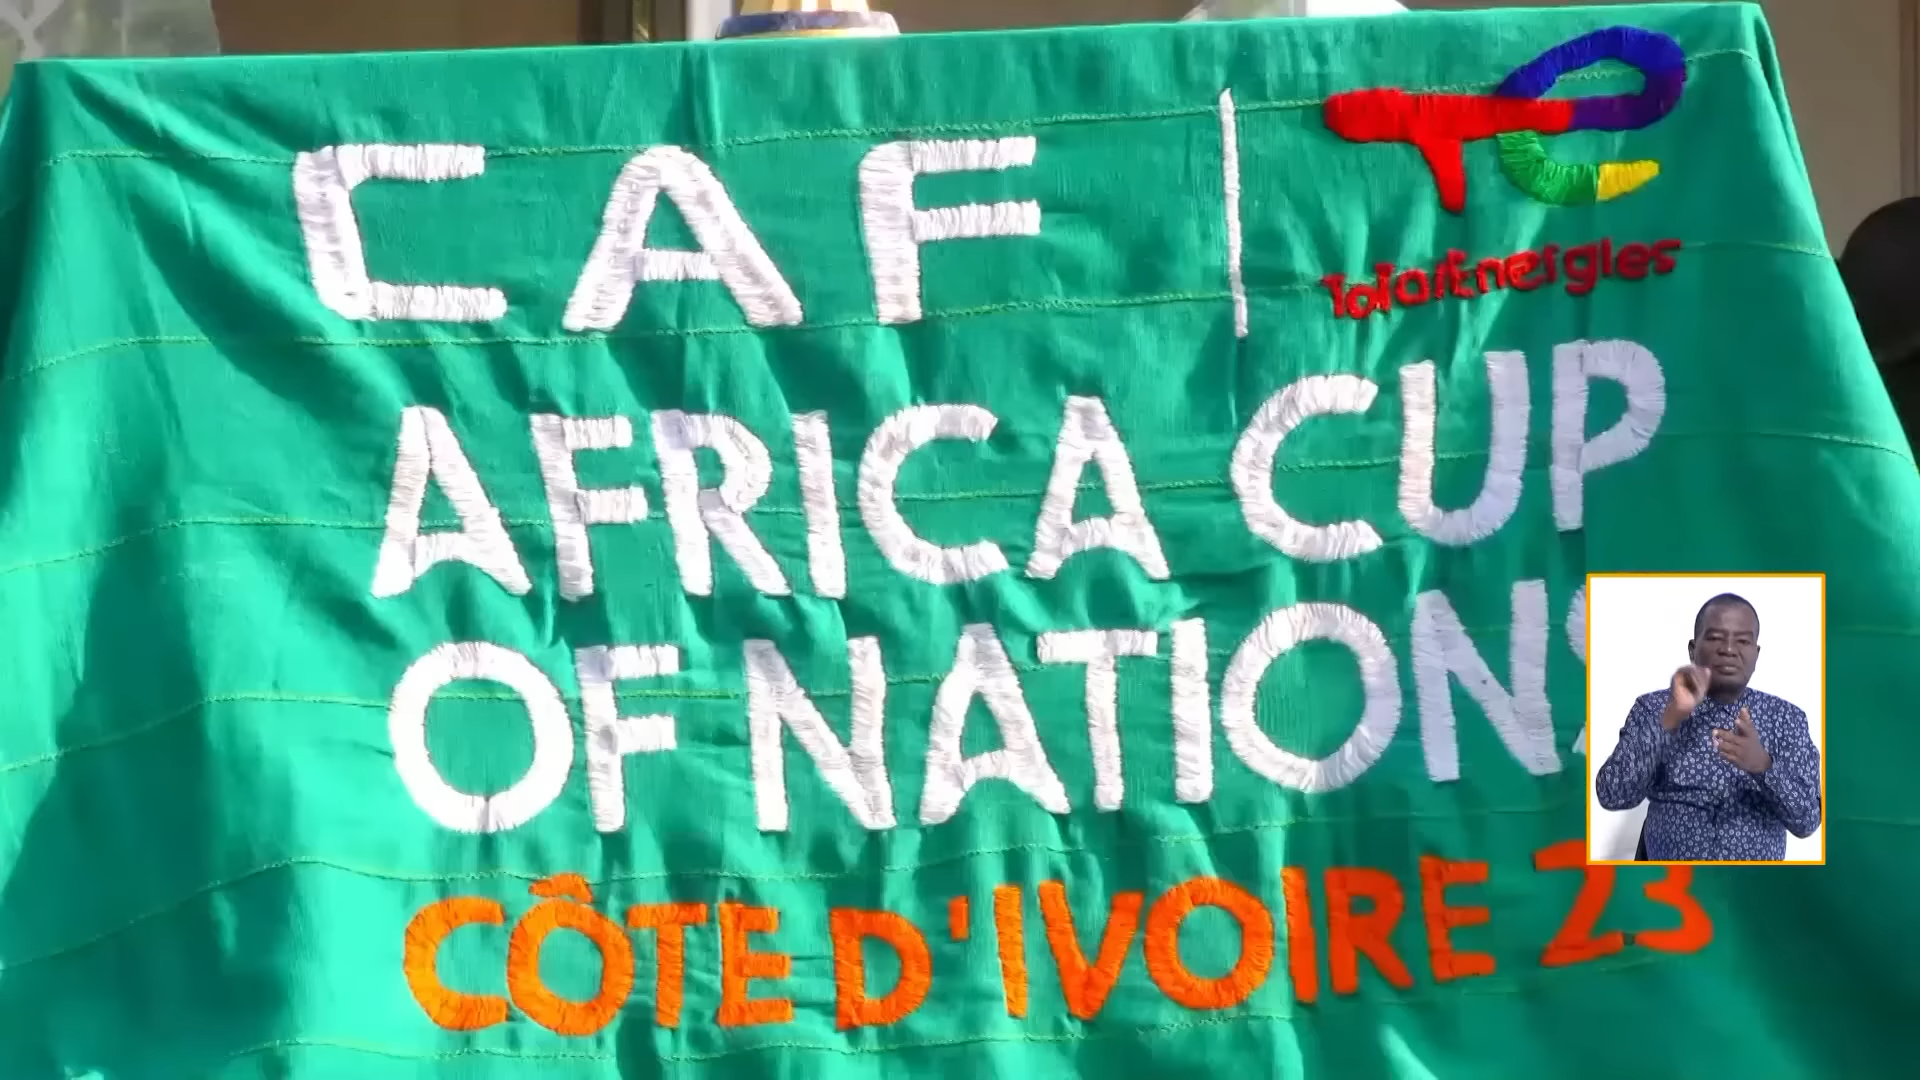 CAF
TotalEnergies
AFRICA CUP
OF NATIONS
CÔTE D'IVOIRE 23